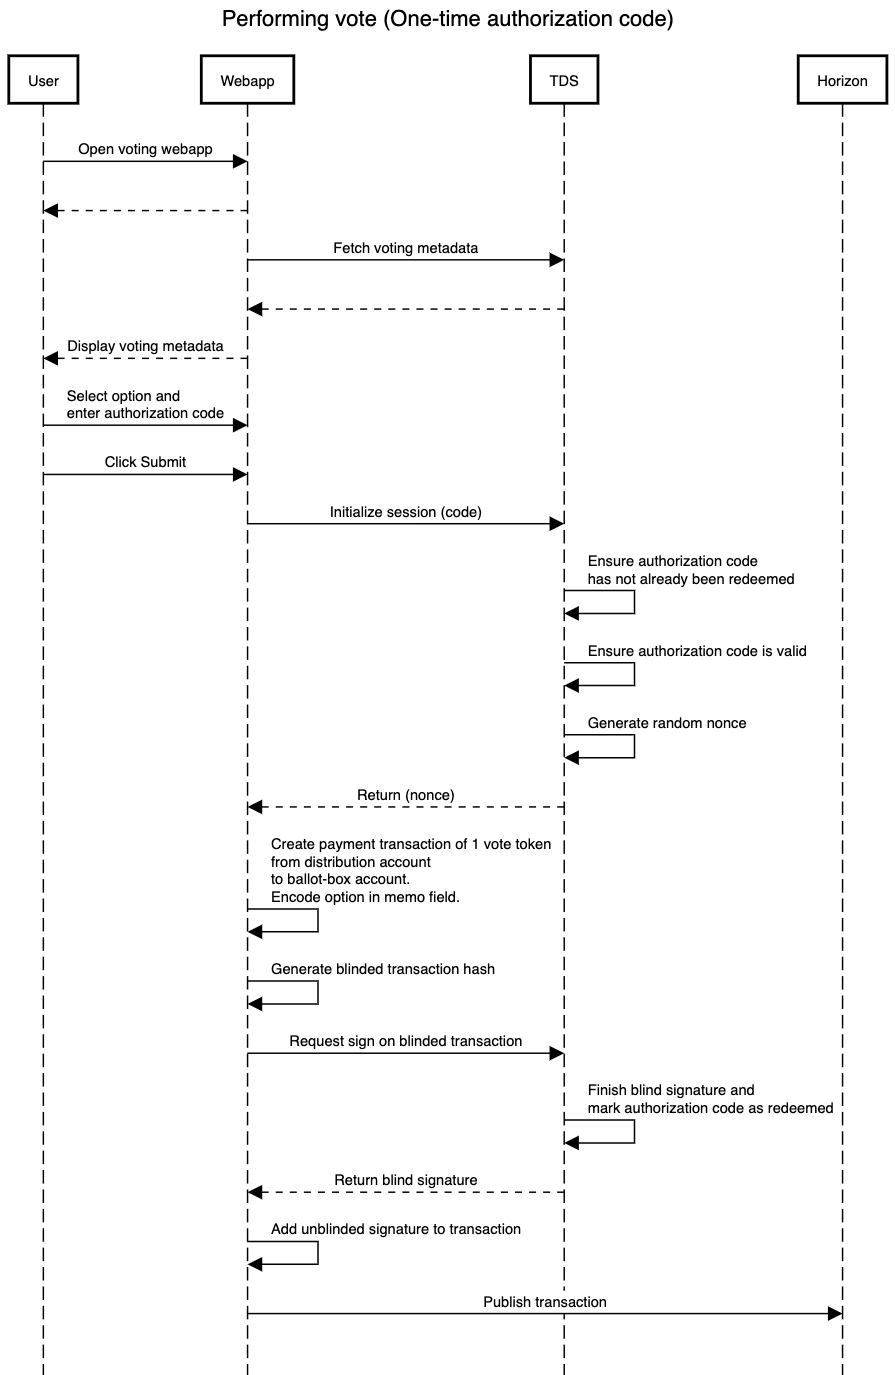 Performing vote (One-time authorization code)
User
Webapp
TDS
Horizon
Open voting webapp
Fetch voting metadata
Display voting metadata
Select option and
enter authorization code
Click Submit
Initialize session (code)
Ensure authorization code
has not already been redeemed
Ensure authorization code is valid
Generate random nonce
Return (nonce)
Create payment transaction of 1 vote token
from distribution account
to ballot-box account.
Encode option in memo field.
Generate blinded transaction hash
Request sign on blinded transaction
Finish blind signature and
mark authorization code as redeemed
Return blind signature
Add unblinded signature to transaction
Publish transaction